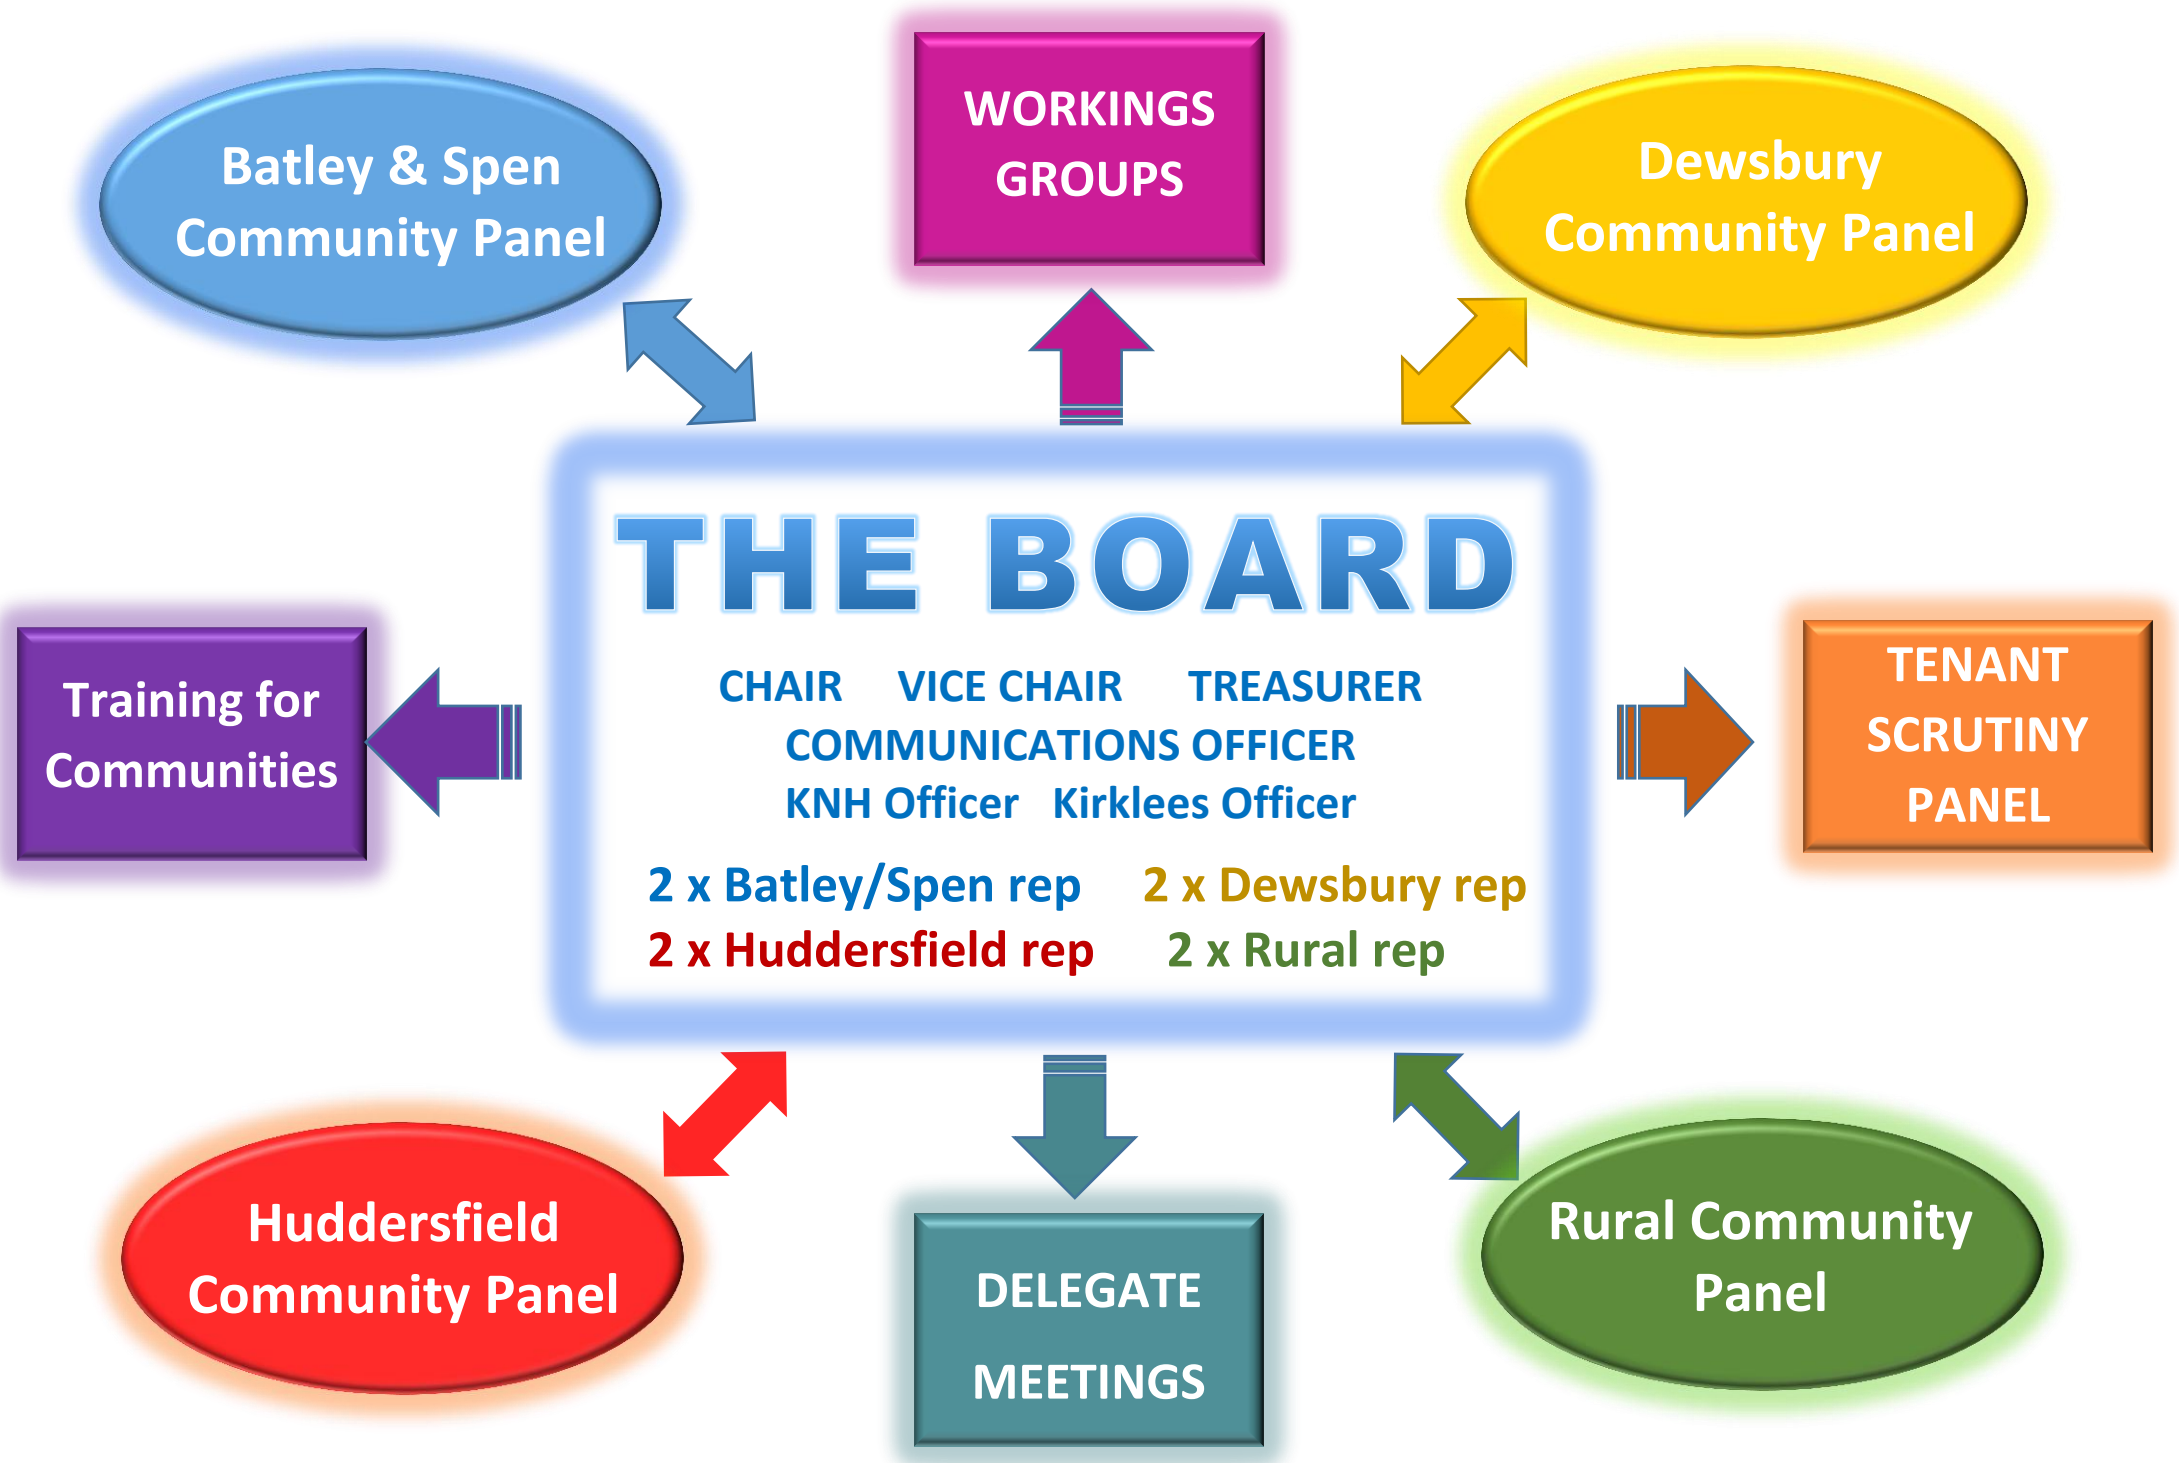 Batley & Spen
Community Panel
WORKINGS
GROUPS
Dewsbury
Community Panel
THE BOARD
CHAIR VICE CHAIR TREASURER
COMMUNICATIONS OFFICER
KNH Officer Kirklees Officer
2 x Batley/Spen rep 2 x Dewsbury rep
2 x Huddersfield rep 2 x Rural rep
Training for
Communities
TENANT
SCRUTINY
PANEL
Huddersfield
Community Panel
DELEGATE
MEETINGS
Rural Community
Panel